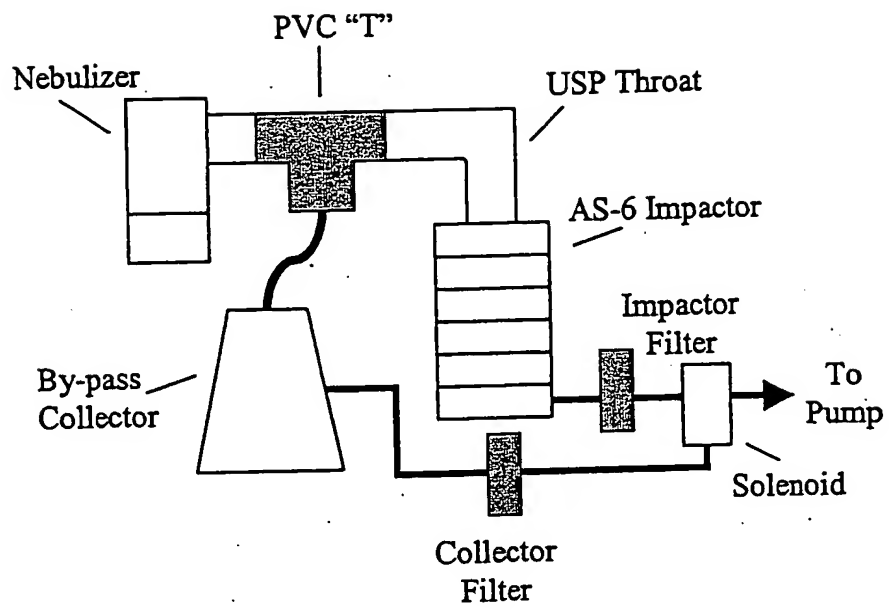 PVC “T”
Nebulizer
USP Throat
AS-6 Impactor
Impactor
Filter
By-pass
Collector
To
Pump
Solenoid
Collector
Filter